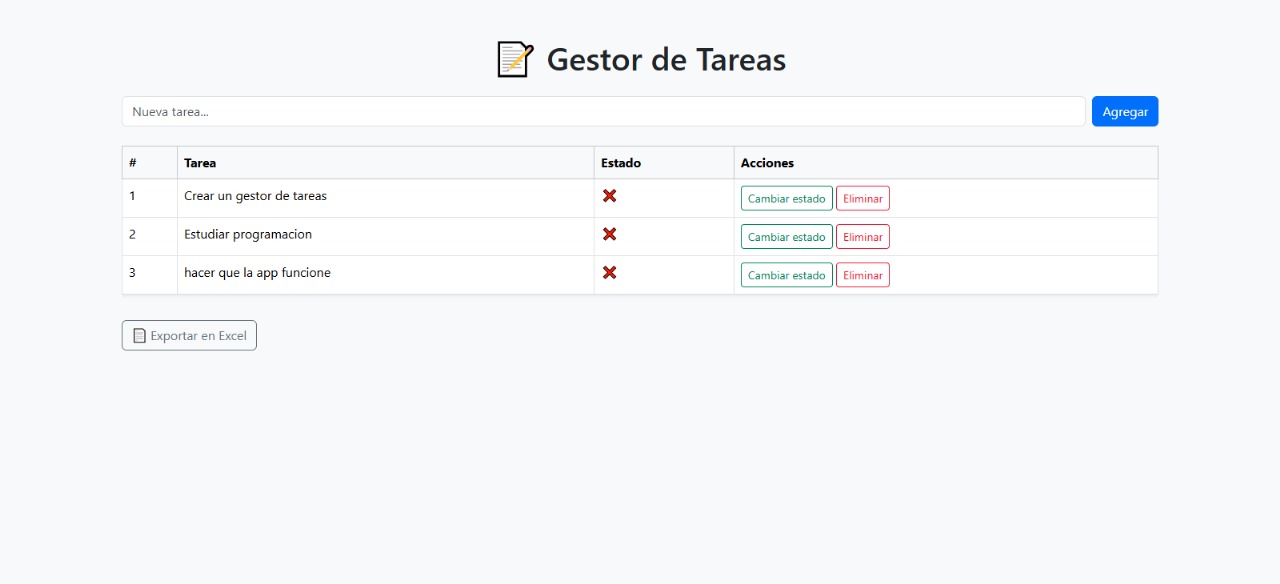 Gestor de Tareas
Nueva tarea... Agregar
# Tarea Estado Acciones
1 Crear un gestor de tareas Cambiar estado Eliminar
2 Estudiar programacion Cambiar estado Eliminar
3 hacer que la app funcione Cambiar estado Eliminar
Exportar en Excel